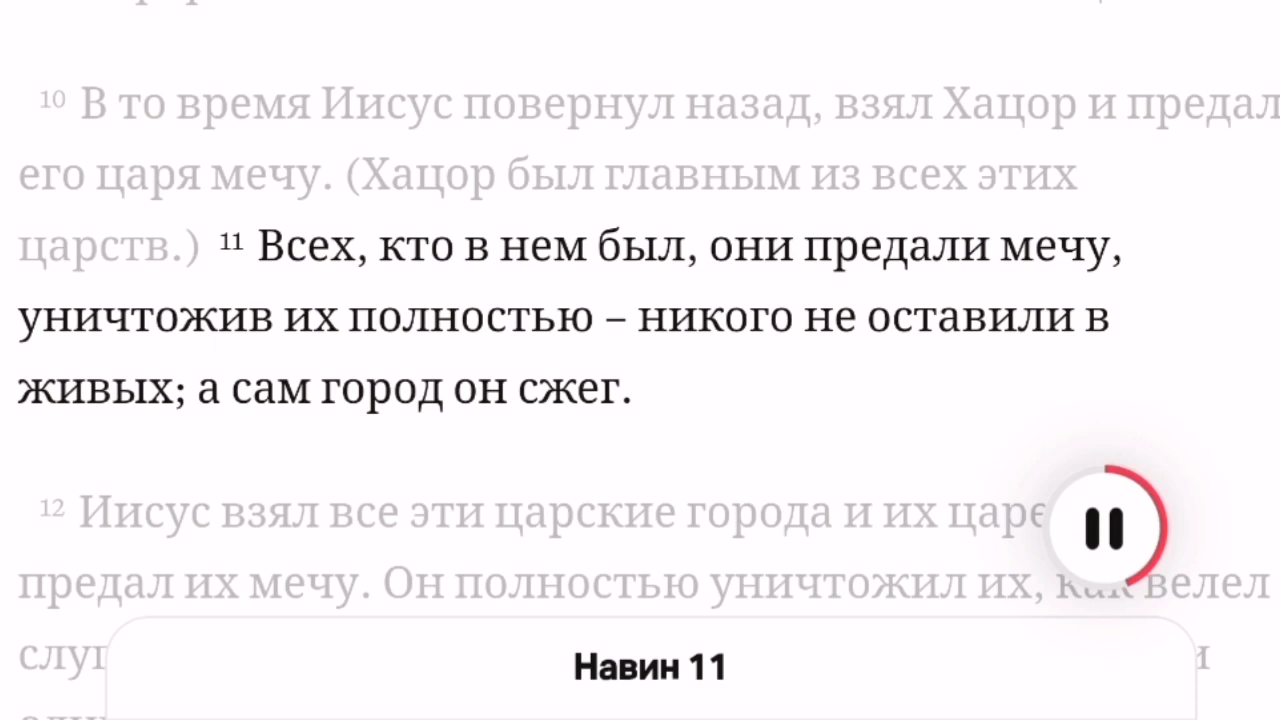 10 В то время Иисус повернул назад, взял Хацор и предал
его царя мечу. (Хацор был главным из всех этих
царств.) 11 Всех, кто в нем был, они предали мечу,
уничтожив их полностью – никого не оставили в
живых; а сам город он сжег.
12 Иисус взял все эти царские города и их
предал их мечу. Он полностью уничтожил их, как велел
Навин 11